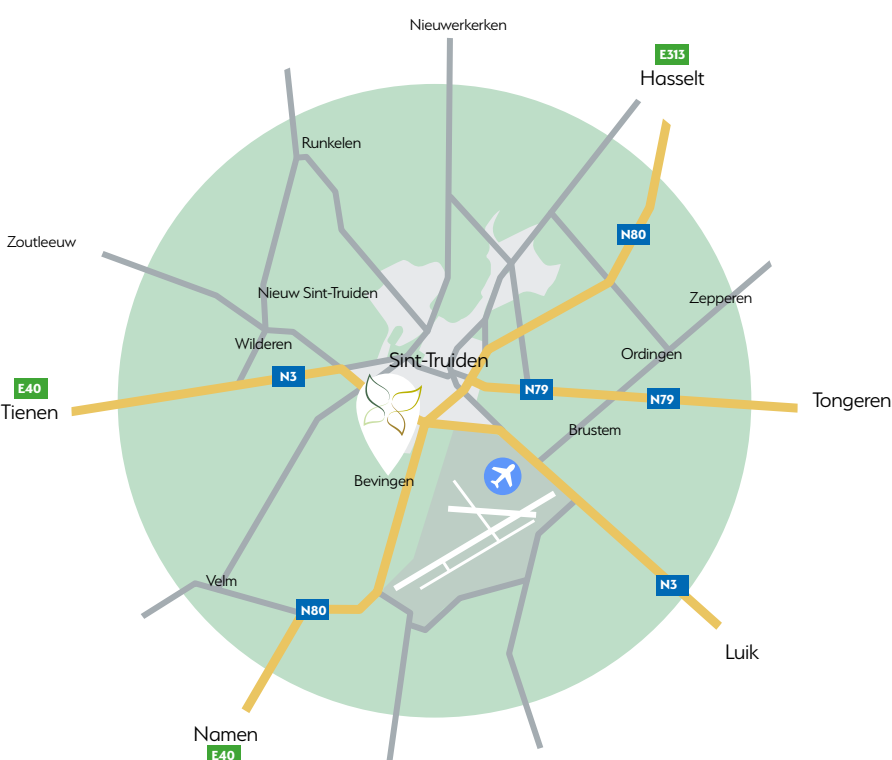 Nieuwerkerken
E313
Hasselt
Runkelen
N80
Zoutleeuw
Nieuw Sint-Truiden
Zepperen
Wilderen
Ordingen
Sint-Truiden
E40
Tienen
N3
N79
N79
Tongeren
Brustem
Bevingen
Velm
N80
N3
Luik
Namen
E40